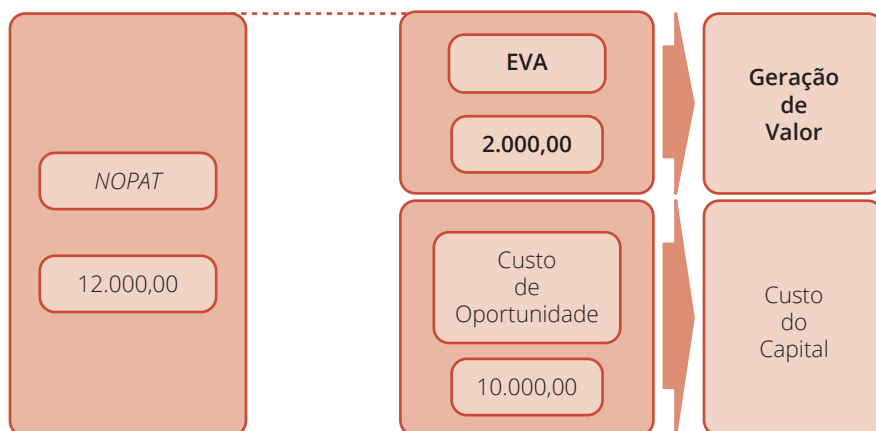 NOPAT
12.000,00
EVA
2.000,00
Geração
de
Valor
Custo
de
Oportunidade
10.000,00
Custo
do
Capital